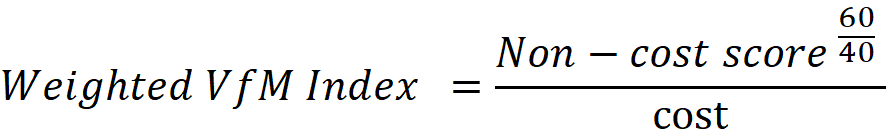 Weighted VfM Index = Non − cost score^(60/40) / cost